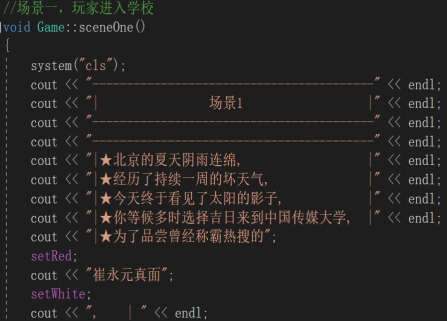 //场景一，玩家进入学校
void Game::sceneOne()
{
system("cls");
cout << "----------------------------------------" << endl;
cout << "|                场景1                  |" << endl;
cout << "----------------------------------------" << endl;
cout << "----------------------------------------" << endl;
cout << "|★北京的夏天阴雨连绵，                  |" << endl;
cout << "|★经历了持续一周的坏天气，              |" << endl;
cout << "|★今天终于看见了太阳的影子，            |" << endl;
cout << "|★你等候多时选择吉日来到中国传媒大学，  |" << endl;
cout << "|★为了品尝曾经称霸热搜的";
setRed;
cout << "崔永元真面";
setWhite;
cout << "，    | " << endl;